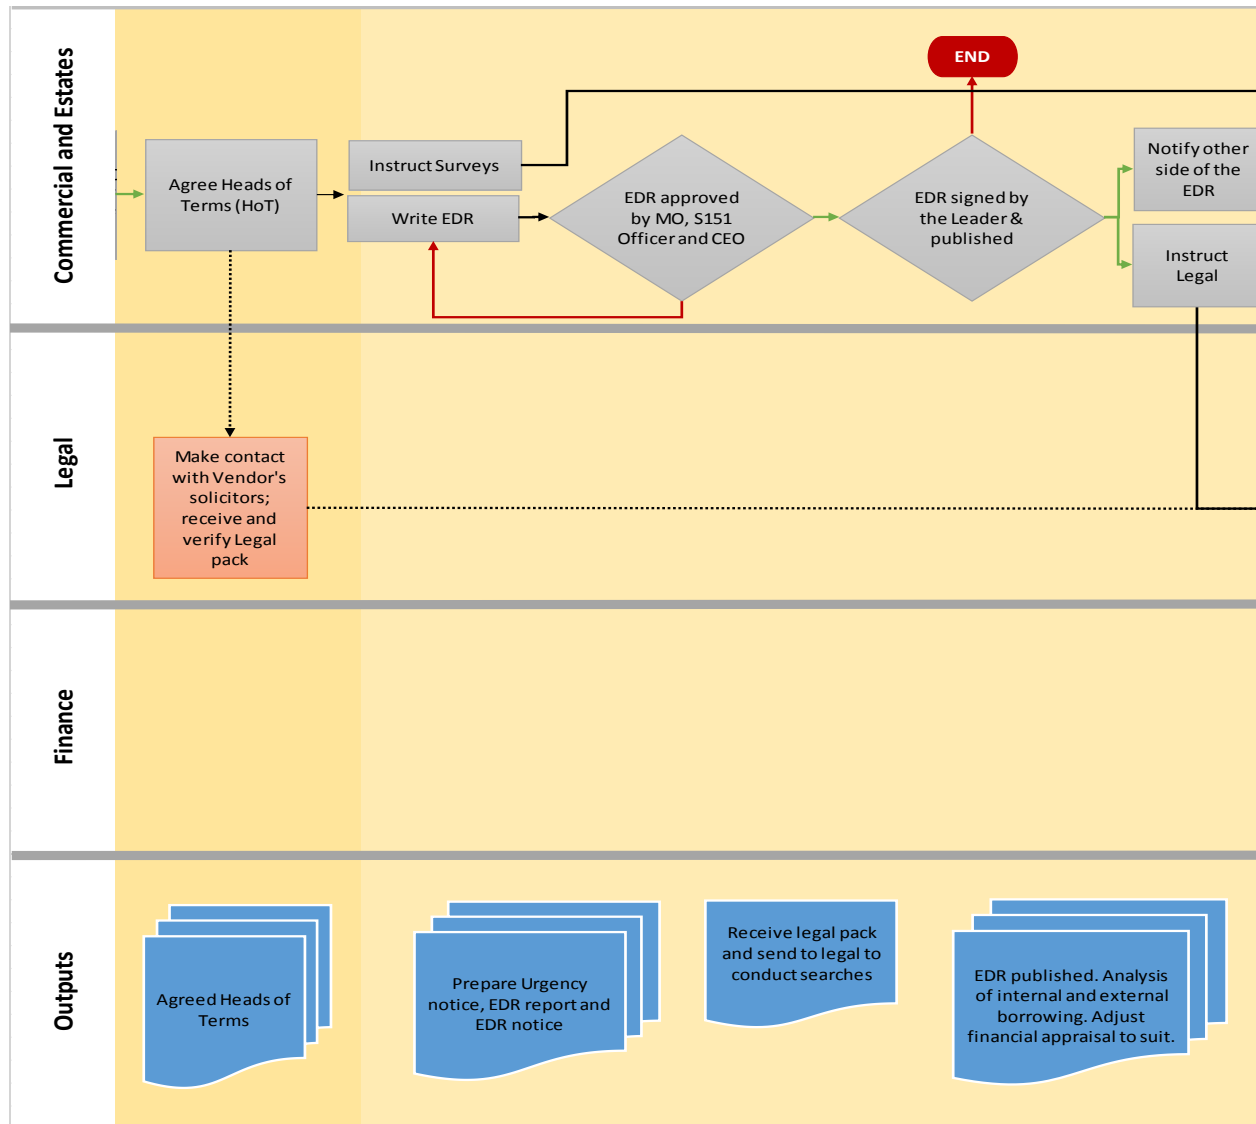 Commercial and Estates
END
Agree Heads of
Terms (HoT)
Instruct Surveys
Write EDR
EDR approved
by MO, S151
Officer and CEO
EDR signed by
the Leader &
published
Notify other
side of the
EDR
Instruct
Legal
Legal
Make contact
with Vendor's
solicitors;
receive and
verify Legal
pack
Finance
Outputs
Agreed Heads of
Terms
Prepare Urgency
notice, EDR report and
EDR notice
Receive legal pack
and send to legal to
conduct searches
EDR published. Analysis
of internal and external
borrowing. Adjust
financial appraisal to suit.